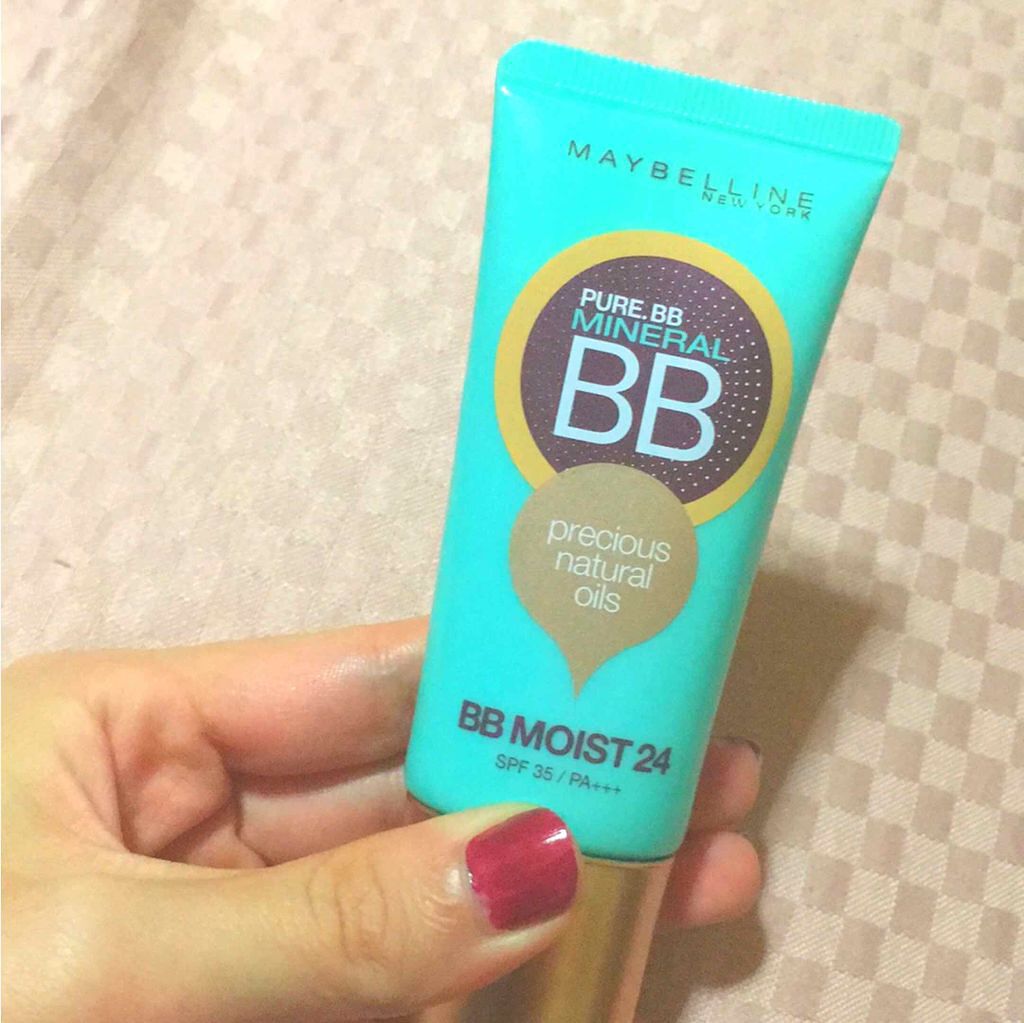 MAYBELLINE
NEW YORK
PURE.BB
MINERAL
BB
precious
natural
oils
BB MOIST 24
SPF 35 / PA+++